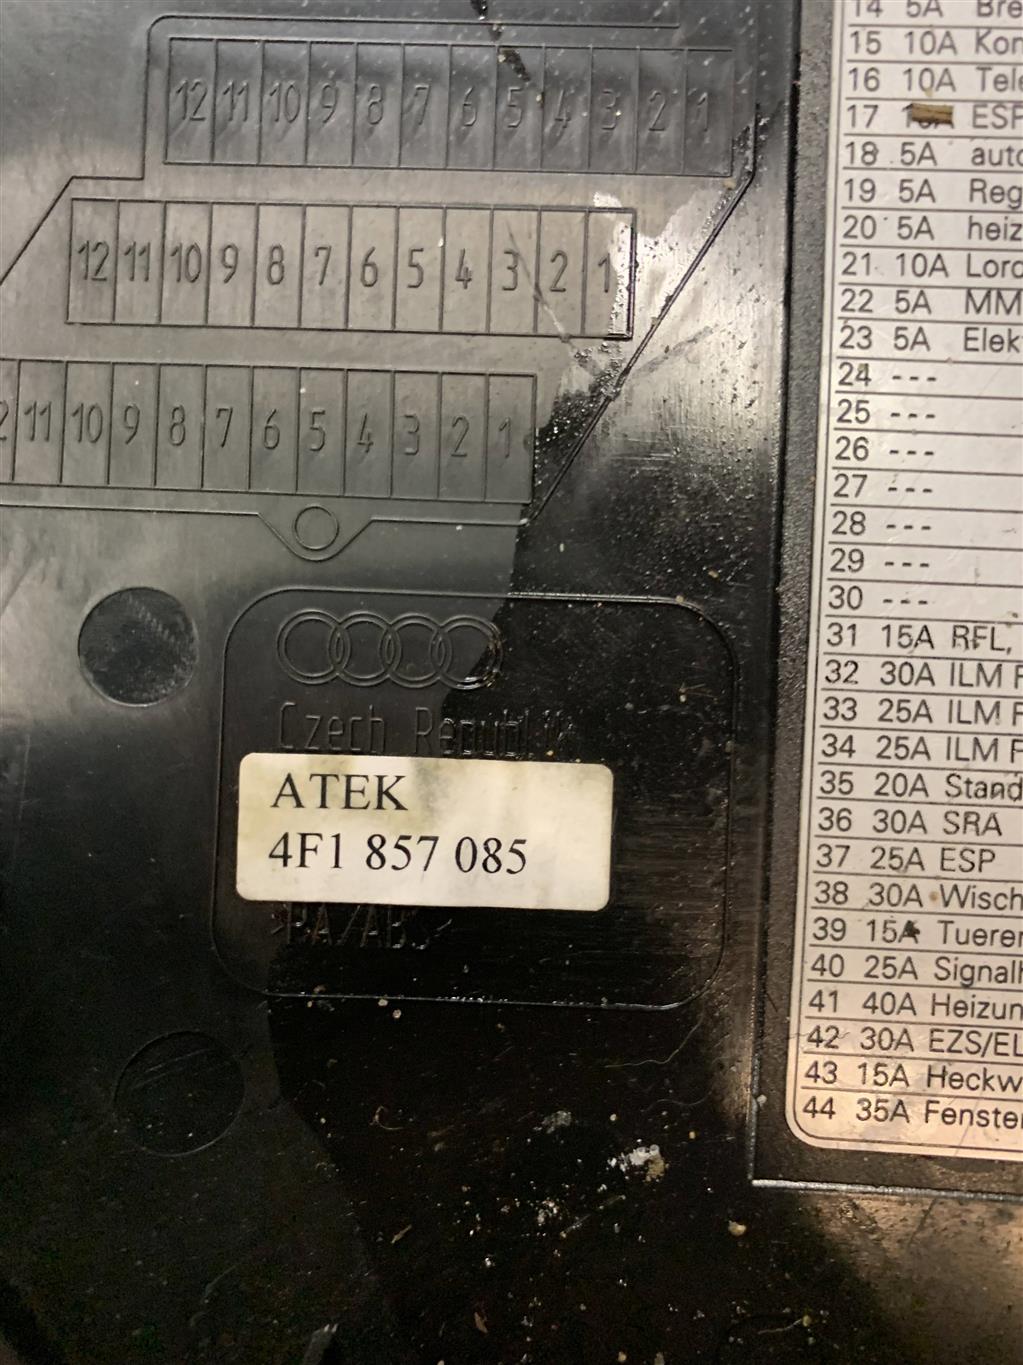 12 11 10 9 8 7 6 5 4 3 2 1
12 11 10 9 8 7 6 5 4 3 2 1
2 11 10 9 8 7 6 5 4 3 2 1
Czech Republik
ATEK
4F1 857 085
>PA/ABS<
14 5A Bre
15 10A Kon
16 10A Tele
17 10A ESP
18 5A auto
19 5A Reg
20 5A heiz
21 10A Lord
22 5A MM
23 5A Elek
24 ---
25 ---
26 ---
27 ---
28 ---
29 ---
30 ---
31 15A RFL,
32 30A ILM F
33 25A ILM F
34 25A ILM F
35 20A Stand
36 30A SRA
37 25A ESP
38 30A Wisch
39 15A Tueren
40 25A Signalh
41 40A Heizun
42 30A EZS/EL
43 15A Heckw
44 35A Fenster